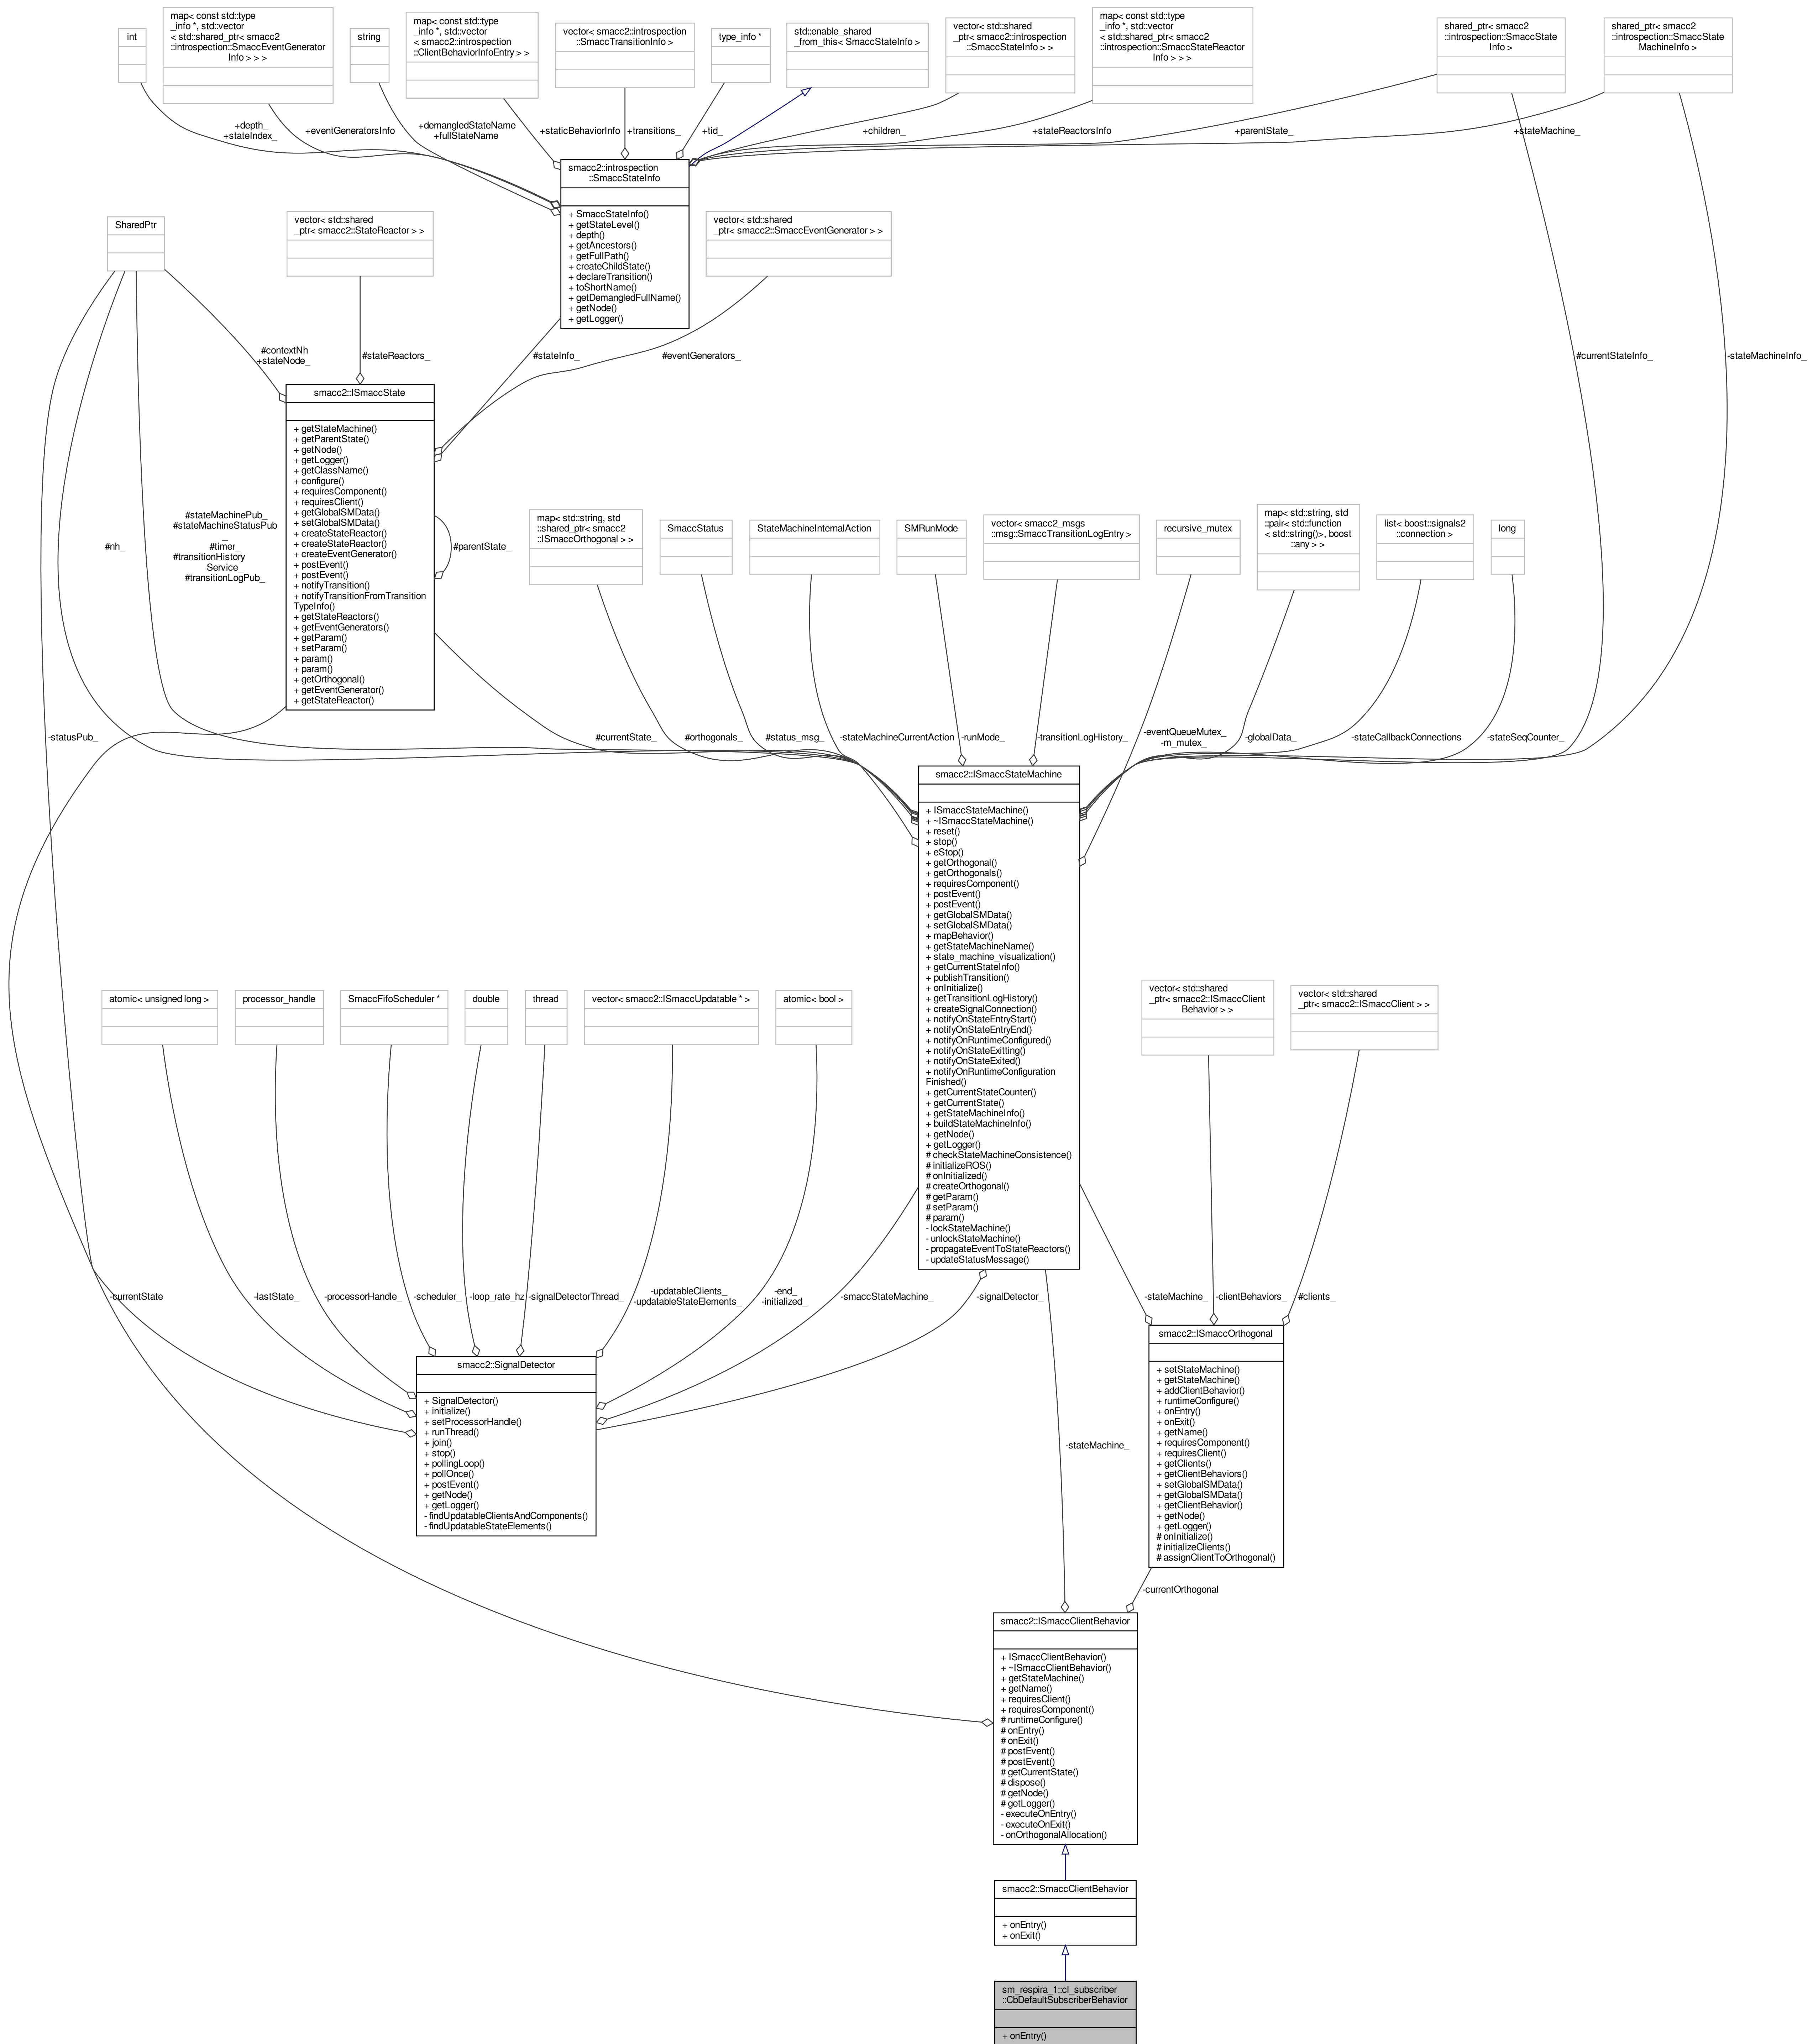 int
map< const std::type
_info *, std::vector
< std::shared_ptr< smacc2
::introspection::SmaccEventGenerator
Info > > >
string
map< const std::type
_info *, std::vector
< smacc2::introspection
::ClientBehaviorInfoEntry > >
vector< smacc2::introspection
::SmaccTransitionInfo >
type_info *
std::enable_shared
_from_this< SmaccStateInfo >
vector< std::shared
_ptr< smacc2::introspection
::SmaccStateInfo > >
map< const std::type
_info *, std::vector
< std::shared_ptr< smacc2
::introspection::SmaccStateReactor
Info > > >
shared_ptr< smacc2
::introspection::SmaccState
Info >
shared_ptr< smacc2
::introspection::SmaccState
MachineInfo >
+depth_
+stateIndex_
+eventGeneratorsInfo
+demangledStateName
+fullStateName
+staticBehaviorInfo
+transitions_
+tid_
+children_
+stateReactorsInfo
+parentState_
+stateMachine_
smacc2::introspection
::SmaccStateInfo
+ SmaccStateInfo()
+ getStateLevel()
+ depth()
+ getAncestors()
+ getFullPath()
+ createChildState()
+ declareTransition()
+ toShortName()
+ getDemangledFullName()
+ getNode()
+ getLogger()
SharedPtr
vector< std::shared
_ptr< smacc2::StateReactor > >
vector< std::shared
_ptr< smacc2::SmaccEventGenerator > >
#contextNh
+stateNode_
#stateReactors_
#stateInfo_
#eventGenerators_
#currentStateInfo_
-stateMachineInfo_
smacc2::ISmaccState
+ getStateMachine()
+ getParentState()
+ getNode()
+ getLogger()
+ getClassName()
+ configure()
+ requiresComponent()
+ requiresClient()
+ getGlobalSMData()
+ setGlobalSMData()
+ createStateReactor()
+ createStateReactor()
+ createEventGenerator()
+ postEvent()
+ postEvent()
+ notifyTransition()
+ notifyTransitionFromTransition
TypeInfo()
+ getStateReactors()
+ getEventGenerators()
+ getParam()
+ setParam()
+ param()
+ param()
+ getOrthogonal()
+ getEventGenerator()
+ getStateReactor()
#parentState_
#nh_
#stateMachinePub_
#stateMachineStatusPub
_
#timer_
#transitionHistory
Service_
#transitionLogPub_
map< std::string, std
::shared_ptr< smacc2
::ISmaccOrthogonal > >
SmaccStatus
StateMachineInternalAction
SMRunMode
vector< smacc2_msgs
::msg::SmaccTransitionLogEntry >
recursive_mutex
map< std::string, std
::pair< std::function
< std::string()>, boost
::any > >
list< boost::signals2
::connection >
long
-statusPub_
#currentState_
#orthogonals_
#status_msg_
-stateMachineCurrentAction
-runMode_
-transitionLogHistory_
-eventQueueMutex_
-m_mutex_
-globalData_
-stateCallbackConnections
-stateSeqCounter_
smacc2::ISmaccStateMachine
+ ISmaccStateMachine()
+ ~ISmaccStateMachine()
+ reset()
+ stop()
+ eStop()
+ getOrthogonal()
+ getOrthogonals()
+ requiresComponent()
+ postEvent()
+ postEvent()
+ getGlobalSMData()
+ setGlobalSMData()
+ mapBehavior()
+ getStateMachineName()
+ state_machine_visualization()
+ getCurrentStateInfo()
+ publishTransition()
+ onInitialize()
+ getTransitionLogHistory()
+ createSignalConnection()
+ notifyOnStateEntryStart()
+ notifyOnStateEntryEnd()
+ notifyOnRuntimeConfigured()
+ notifyOnStateExitting()
+ notifyOnStateExited()
+ notifyOnRuntimeConfiguration
Finished()
+ getCurrentStateCounter()
+ getCurrentState()
+ getStateMachineInfo()
+ buildStateMachineInfo()
+ getNode()
+ getLogger()
# checkStateMachineConsistence()
# initializeROS()
# onInitialized()
# createOrthogonal()
# getParam()
# setParam()
# param()
- lockStateMachine()
- unlockStateMachine()
- propagateEventToStateReactors()
- updateStatusMessage()
atomic< unsigned long >
processor_handle
SmaccFifoScheduler *
double
thread
vector< smacc2::ISmaccUpdatable * >
atomic< bool >
vector< std::shared
_ptr< smacc2::ISmaccClient
Behavior > >
vector< std::shared
_ptr< smacc2::ISmaccClient > >
-currentState
-lastState_
-processorHandle_
-scheduler_
-loop_rate_hz
-signalDetectorThread_
-updatableClients_
-updatableStateElements_
-end_
-initialized_
-smaccStateMachine_
-signalDetector_
-stateMachine_
-clientBehaviors_
#clients_
smacc2::SignalDetector
+ SignalDetector()
+ initialize()
+ setProcessorHandle()
+ runThread()
+ join()
+ stop()
+ pollingLoop()
+ pollOnce()
+ postEvent()
+ getNode()
+ getLogger()
- findUpdatableClientsAndComponents()
- findUpdatableStateElements()
smacc2::ISmaccOrthogonal
+ setStateMachine()
+ getStateMachine()
+ addClientBehavior()
+ runtimeConfigure()
+ onEntry()
+ onExit()
+ getName()
+ requiresComponent()
+ requiresClient()
+ getClients()
+ getClientBehaviors()
+ setGlobalSMData()
+ getGlobalSMData()
+ getClientBehavior()
+ getNode()
+ getLogger()
# onInitialize()
# initializeClients()
# assignClientToOrthogonal()
-stateMachine_
-currentOrthogonal
smacc2::ISmaccClientBehavior
+ ISmaccClientBehavior()
+ ~ISmaccClientBehavior()
+ getStateMachine()
+ getName()
+ requiresClient()
+ requiresComponent()
# runtimeConfigure()
# onEntry()
# onExit()
# postEvent()
# postEvent()
# getCurrentState()
# dispose()
# getNode()
# getLogger()
- executeOnEntry()
- executeOnExit()
- onOrthogonalAllocation()
smacc2::SmaccClientBehavior
+ onEntry()
+ onExit()
sm_respira_1::cl_subscriber
::CbDefaultSubscriberBehavior
+ onEntry()